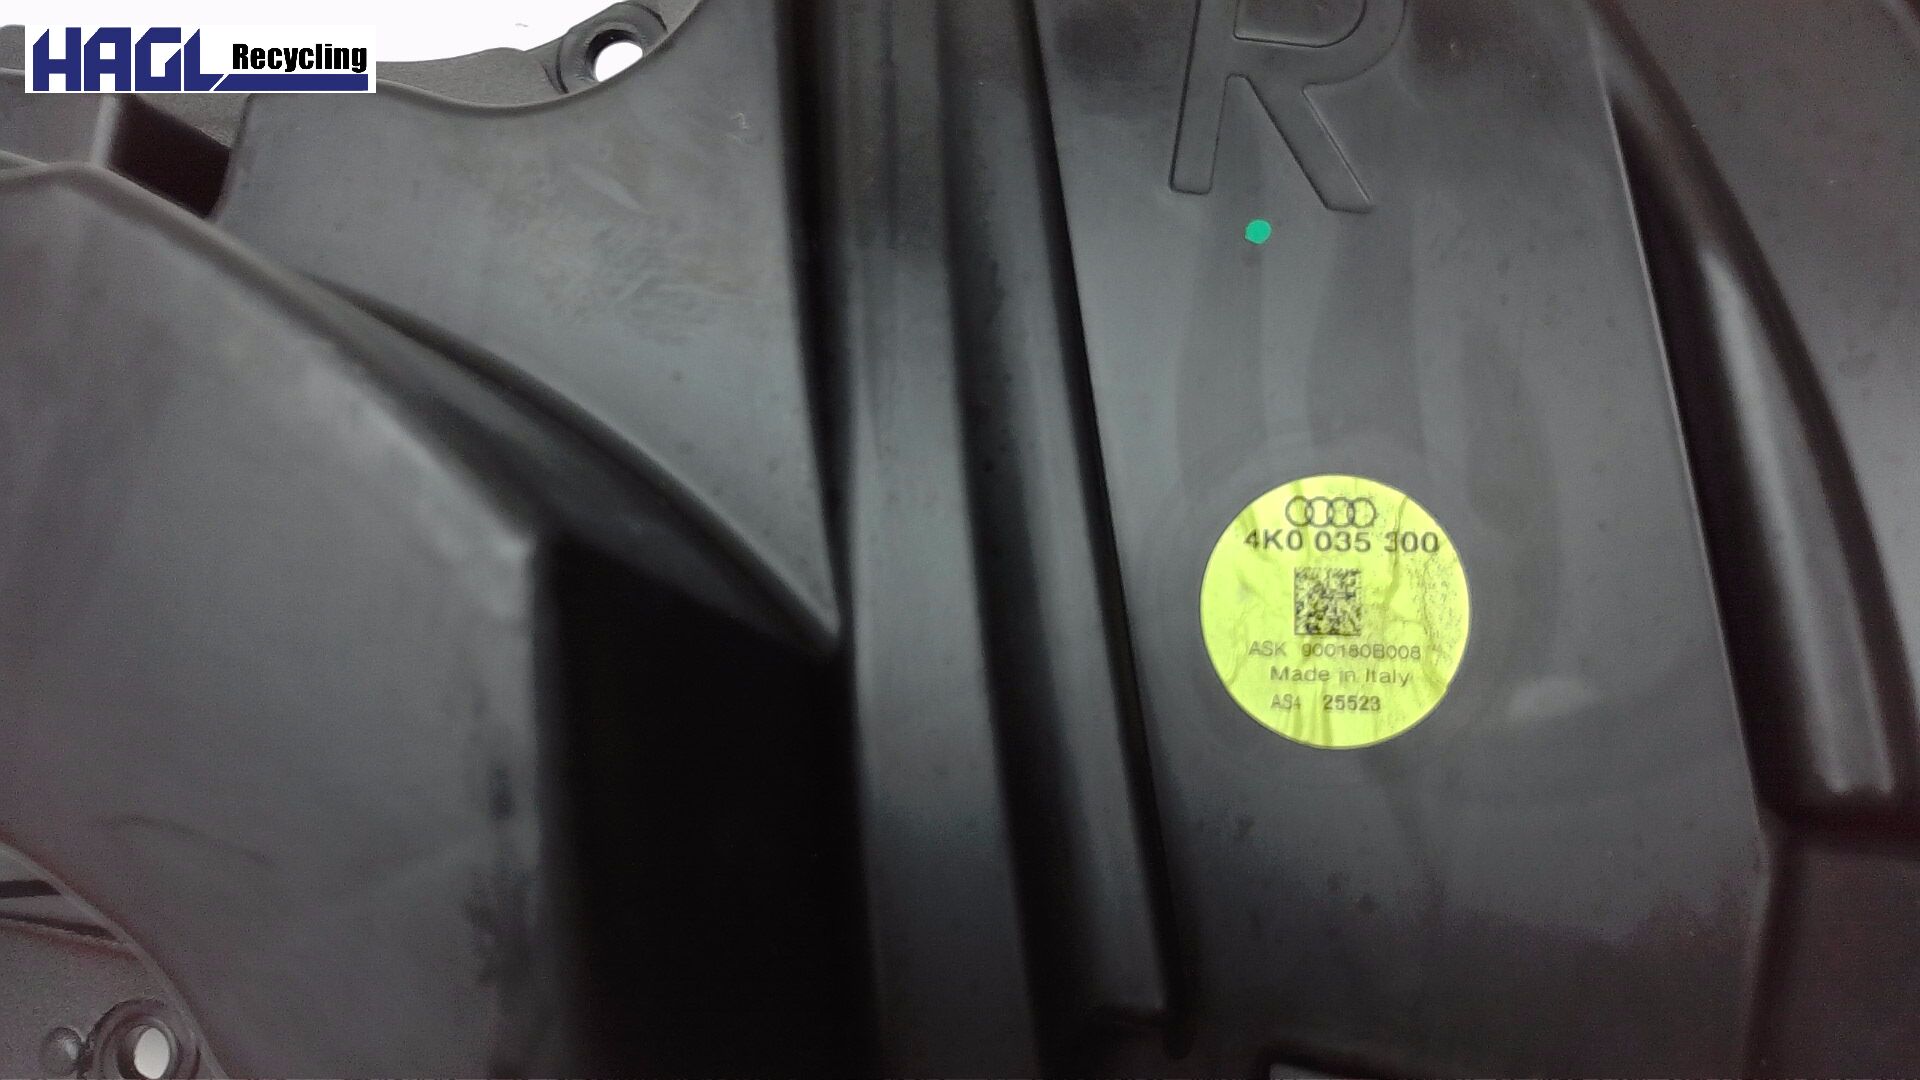 HAGL Recycling
R
4K0 035 300
ASK 900180B008
Made in Italy
AS4 25523